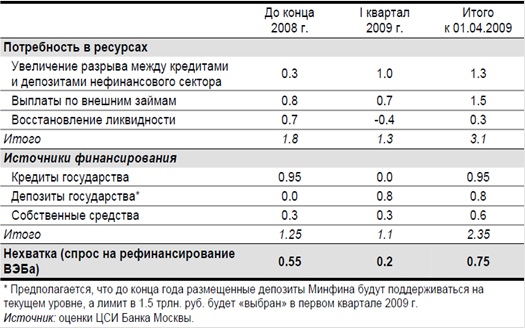 До конца 2008 г. I квартал 2009 г. Итого к 01.04.2009
Потребность в ресурсах
Увеличение разрыва между кредитами
и депозитами нефинансового сектора 0.3 1.0 1.3
Выплаты по внешним займам 0.8 0.7 1.5
Восстановление ликвидности 0.7 -0.4 0.3
Итого 1.8 1.3 3.1
Источники финансирования
Кредиты государства 0.95 0.0 0.95
Депозиты государства* 0.0 0.8 0.8
Собственные средства 0.3 0.3 0.6
Итого 1.25 1.1 2.35
Нехватка (спрос на рефинансирование
ВЭБа) 0.55 0.2 0.75
* Предполагается, что до конца года размещенные депозиты Минфина будут поддерживаться на
текущем уровне, а лимит в 1.5 трлн. руб. будет «выбран» в первом квартале 2009 г.
Источник: оценки ЦСИ Банка Москвы.